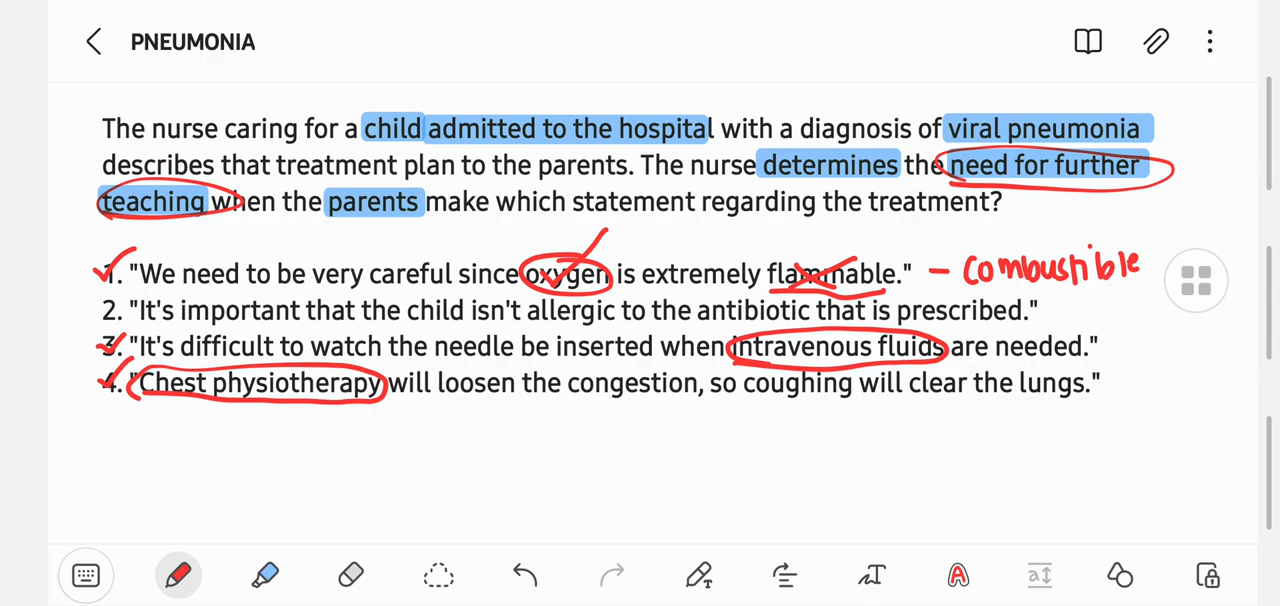 PNEUMONIA
The nurse caring for a child admitted to the hospital with a diagnosis of viral pneumonia
describes that treatment plan to the parents. The nurse determines the need for further
teaching when the parents make which statement regarding the treatment?
1. "We need to be very careful since oxygen is extremely flammable." - combustible
2. "It's important that the child isn't allergic to the antibiotic that is prescribed."
3. "It's difficult to watch the needle be inserted when intravenous fluids are needed."
4. "Chest physiotherapy will loosen the congestion, so coughing will clear the lungs."